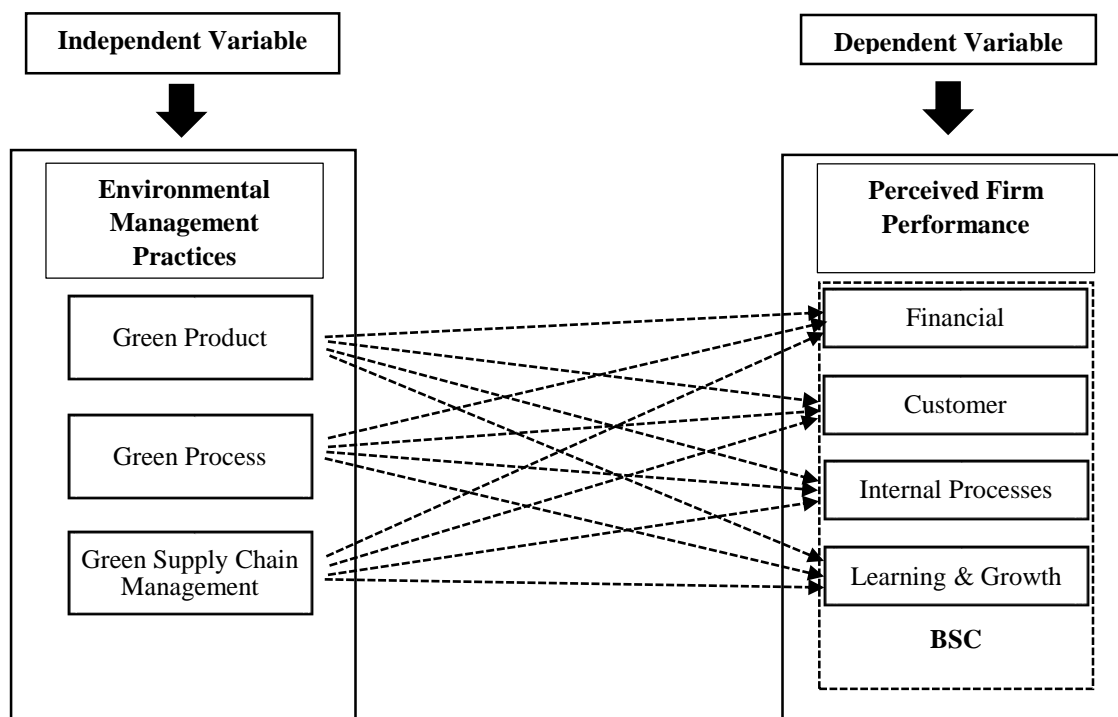 Independent Variable
Dependent Variable
Environmental
Management
Practices
Green Product
Green Process
Green Supply Chain
Management
Perceived Firm
Performance
Financial
Customer
Internal Processes
Learning & Growth
BSC